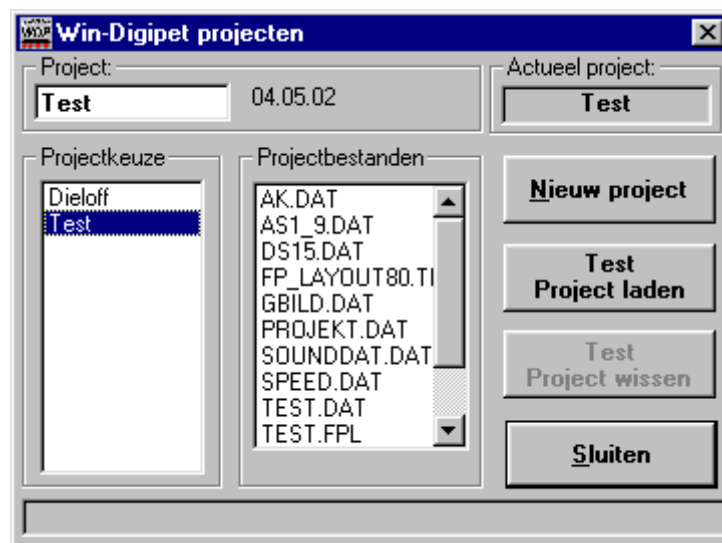 Win-Digipet projecten
Project:
Test
04.05.02
Actueel project:
Test
Projectkeuze
Dieloff
Test
Projectbestanden
AK.DAT
AS1_9.DAT
DS15.DAT
FP_LAYOUT80.TI
GBILD.DAT
PROJEKT.DAT
SOUNDDAT.DAT
SPEED.DAT
TEST.DAT
TEST.FPL
Nieuw project
Test
Project laden
Test
Project wissen
Sluiten